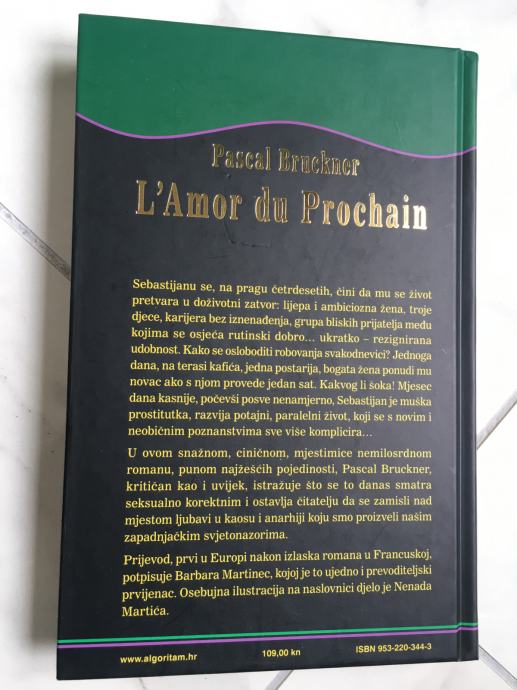 Pascal Bruckner
L'Amor du Prochain
Sebastijanu se, na pragu četrdesetih, čini da mu se život
pretvara u doživotni zatvor: lijepa i ambiciozna žena, troje
djece, karijera bez iznenađenja, grupa bliskih prijatelja među
kojima se osjeća rutinski dobro... ukratko – rezignirana
udobnost. Kako se osloboditi robovanja svakodnevici? Jednoga
dana, na terasi kafića, jedna postarija, bogata žena ponudi mu
novac ako s njom provede jedan sat. Kakvog li šoka! Mjesec
dana kasnije, počevši posve nenamjerno, Sebastijan je muška
prostitutka, razvija potajni, paralelni život, koji se s novim i
neobičnim poznanstvima sve više komplicira...
U ovom snažnom, ciničnom, mjestimice nemilosrdnom
romanu, punom najžešćih pojedinosti, Pascal Bruckner,
kritičan kao i uvijek, istražuje što se to danas smatra
seksualno korektnim i ostavlja čitatelju da se zamisli nad
mjestom ljubavi u kaosu i anarhiji koju smo proizveli našim
zapadnjačkim svjetonazorima.
Prijevod, prvi u Europi nakon izlaska romana u Francuskoj,
potpisuje Barbara Martinec, kojoj je to ujedno i prevoditeljski
prvijenac. Osebujna ilustracija na naslovnici djelo je Nenada
Martića.
www.algoritam.hr 109,00 kn ISBN 953-220-344-3